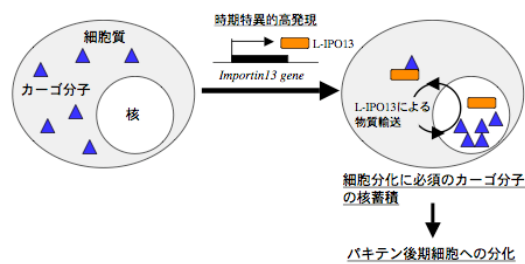 時期特異的高発現
L-IPO13
Importin13 gene
細胞質
カーゴ分子
核
L-IPO13による
物質輸送
細胞分化に必須のカーゴ分子
の核蓄積
パキテン後期細胞への分化